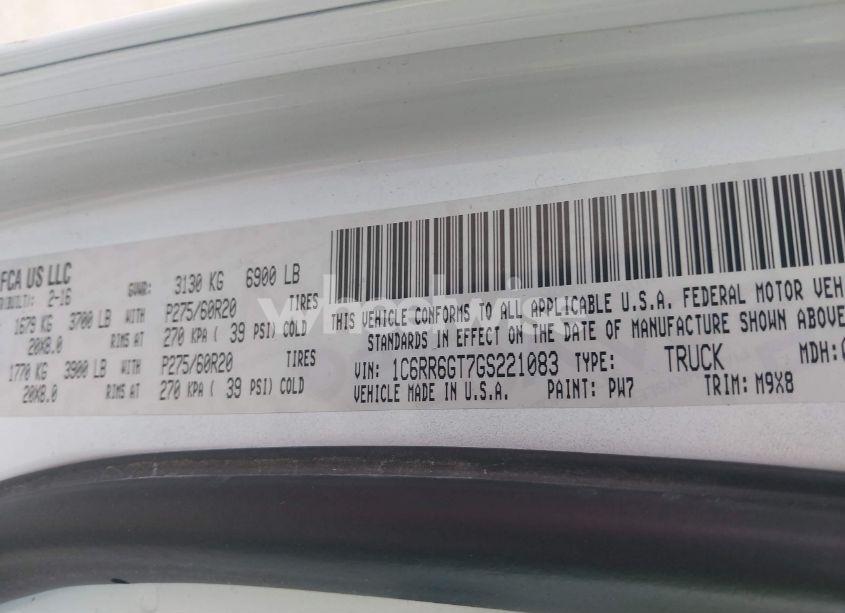 FCA US LLC
BUILT): 2-16 GVWR: 3130 KG 6900 LB
1679 KG 3700 LB WITH P275/60R20 TIRES
20X8.0 RIMS AT 270 KPA ( 39 PSI) COLD
1770 KG 3900 LB WITH P275/60R20 TIRES
20X8.0 RIMS AT 270 KPA ( 39 PSI) COLD
THIS VEHICLE CONFORMS TO ALL APPLICABLE U.S.A. FEDERAL MOTOR VEH
STANDARDS IN EFFECT ON THE DATE OF MANUFACTURE SHOWN ABOVE
VIN: 1C6RR6GT7GS221083 TYPE: TRUCK MDH:
VEHICLE MADE IN U.S.A. PAINT: PW7 TRIM: M9X8